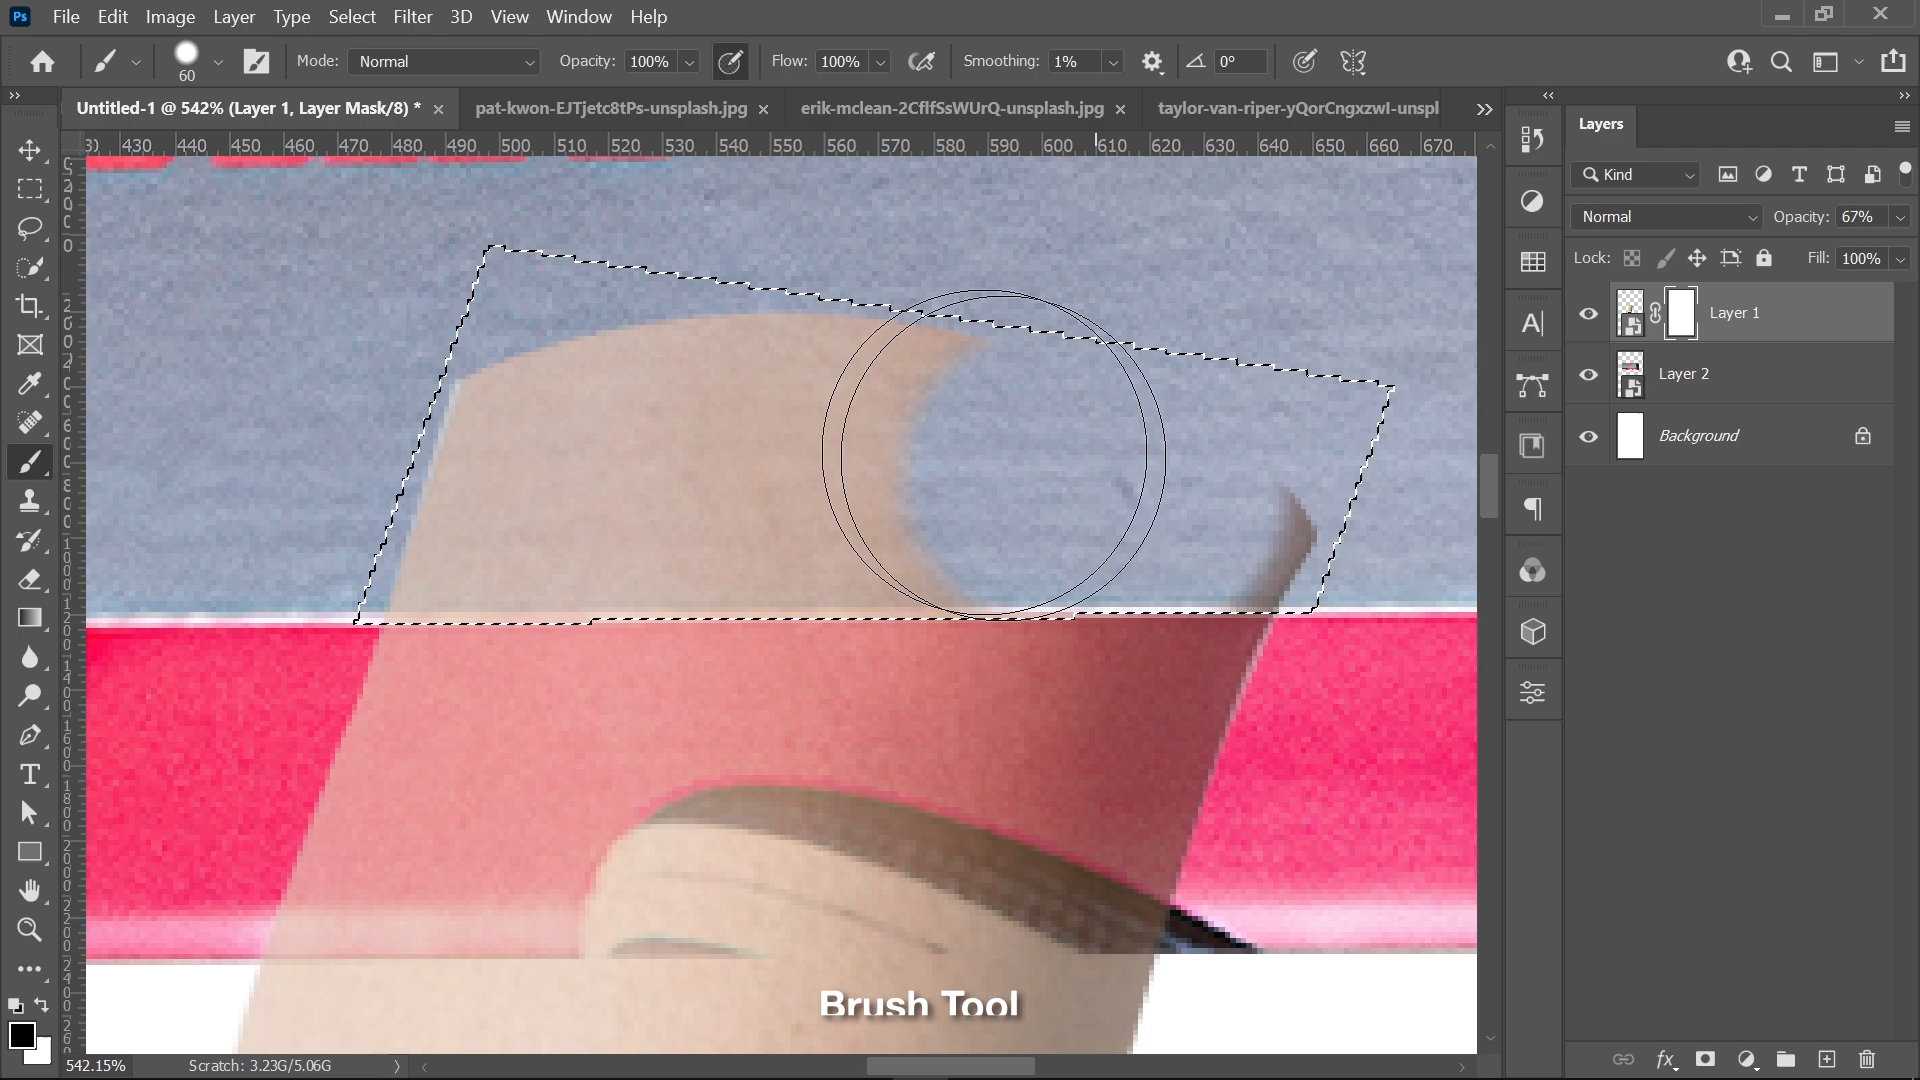 Ps File Edit Image Layer Type Select Filter 3D View Window Help
60 Mode: Normal Opacity: 100% Flow: 100% Smoothing: 1% 0°
Untitled-1 @ 542% (Layer 1, Layer Mask/8) * × pat-kwon-EJTjetc8tPs-unsplash.jpg × erik-mclean-2CflfSsWUrQ-unsplash.jpg × taylor-van-riper-yQorCngxzwI-unspl
430 440 450 460 470 480 490 500 510 520 530 540 550 560 570 580 590 600 610 620 630 640 650 660 670
Layers
Kind
Normal Opacity: 67%
Lock: Fill: 100%
Layer 1
Layer 2
Background
Brush Tool
542.15% Scratch: 3.23G/5.06G